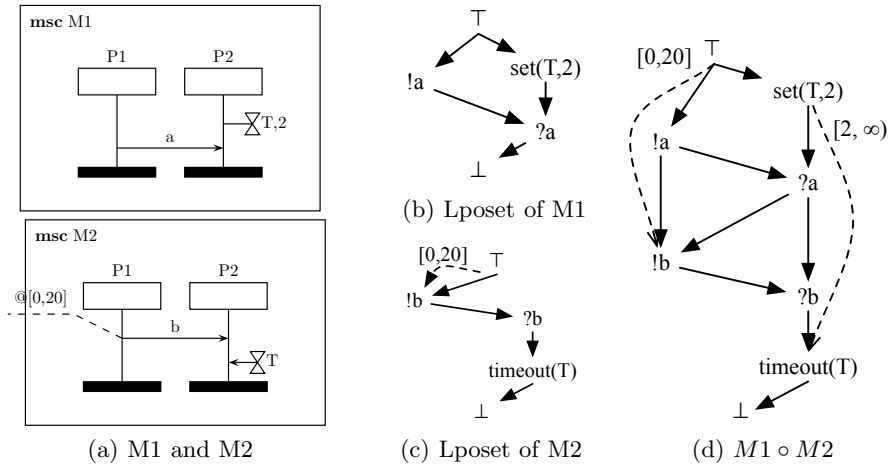 msc M1
P1
P2
T,2
a
msc M2
P1
P2
@[0,20]
b
T
(a) M1 and M2
⊤
!a
set(T,2)
?a
⊥
(b) Lposet of M1
[0,20]
⊤
!b
?b
timeout(T)
⊥
(c) Lposet of M2
[0,20]
⊤
set(T,2)
!a
[2, ∞)
?a
!b
?b
timeout(T)
⊥
(d) M1 ∘ M2